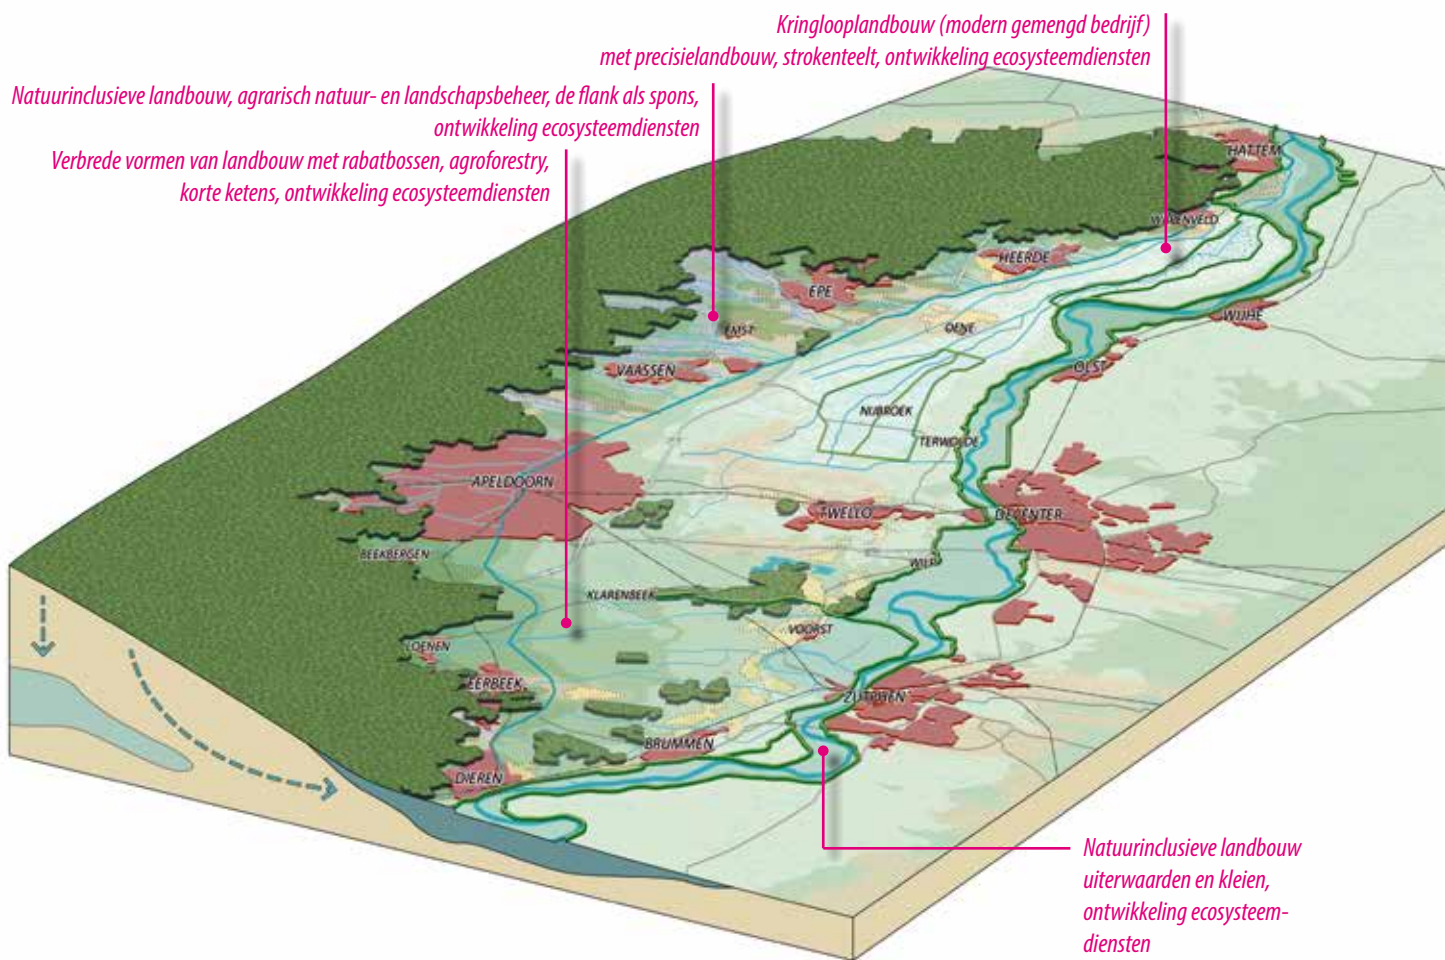 Kringlooplandbouw (modern gemengd bedrijf)
met precisielandbouw, strokenteelt, ontwikkeling ecosysteemdiensten
Natuurinclusieve landbouw, agrarisch natuur- en landschapsbeheer, de flank als spons,
ontwikkeling ecosysteemdiensten
Verbrede vormen van landbouw met rabatbossen, agroforestry,
korte ketens, ontwikkeling ecosysteemdiensten
HATTEM
WAPENVELD
HEERDE
EPE
WIJHE
EMST
OENE
VAASSEN
OLST
NIJBROEK
TERWOLDE
APELDOORN
TWELLO
DEVENTER
BEEKBERGEN
WILP
KLARENBEEK
VOORST
LOENEN
EERBEEK
ZUTPHEN
BRUMMEN
DIEREN
Natuurinclusieve landbouw
uiterwaarden en kleien,
ontwikkeling ecosysteem-
diensten